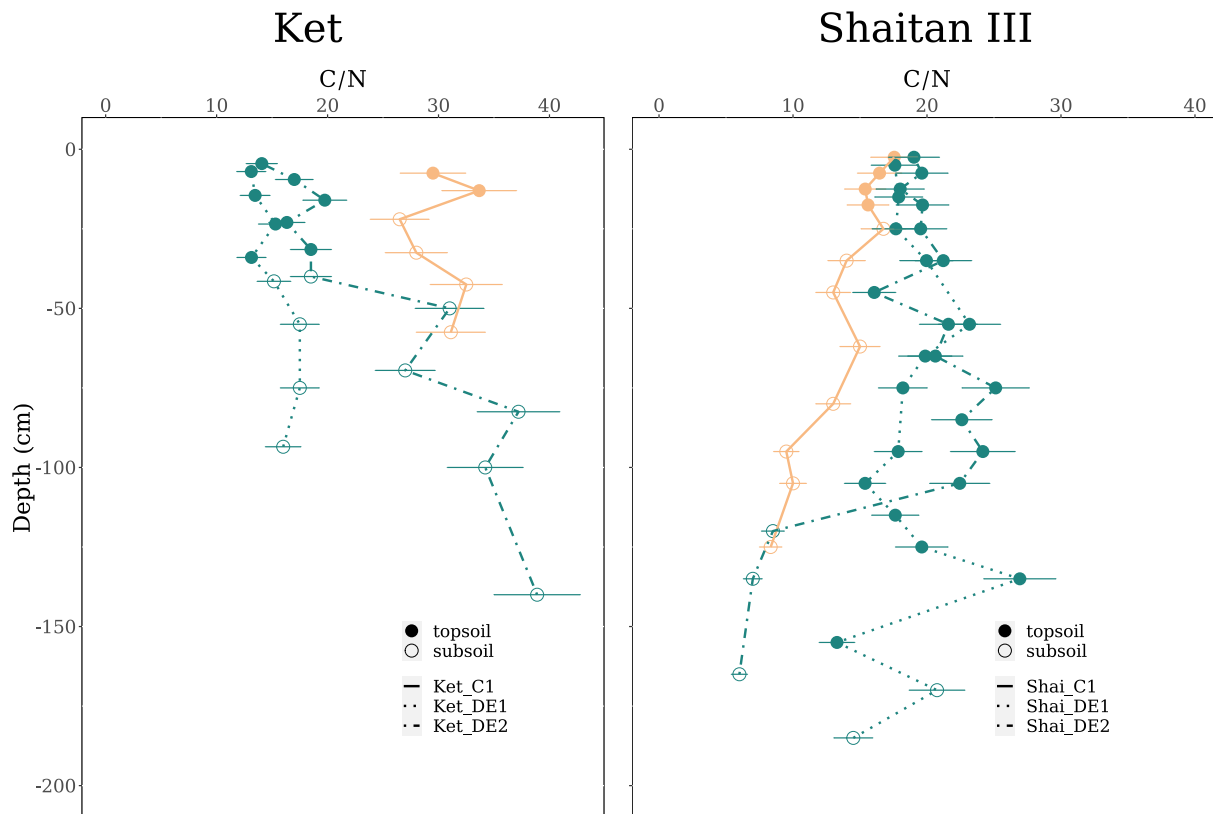 Ket
Shaitan III
C/N
C/N
0 10 20 30 40
0 10 20 30 40
0
-50
-100
-150
-200
Depth (cm)
topsoil
subsoil
Ket_C1
Ket_DE1
Ket_DE2
topsoil
subsoil
Shai_C1
Shai_DE1
Shai_DE2